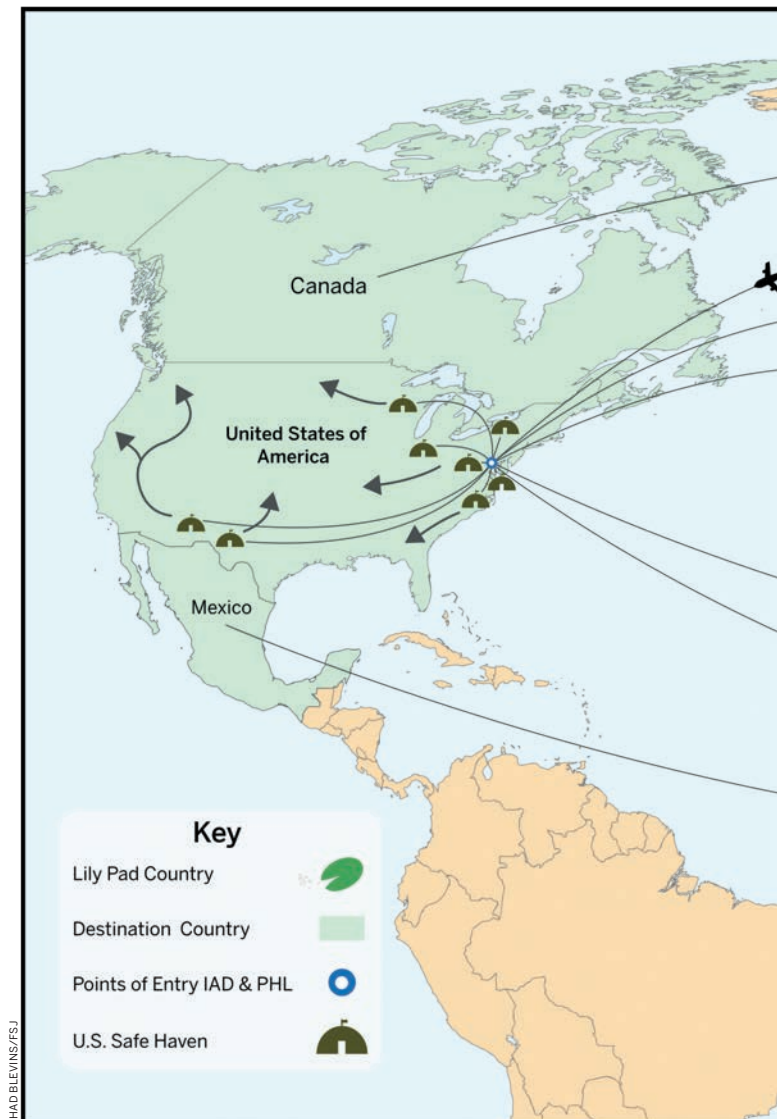 Canada
United States of
America
Mexico
Key
Lily Pad Country
Destination Country
Points of Entry IAD & PHL
U.S. Safe Haven
HAD BLEVINS/FSJ